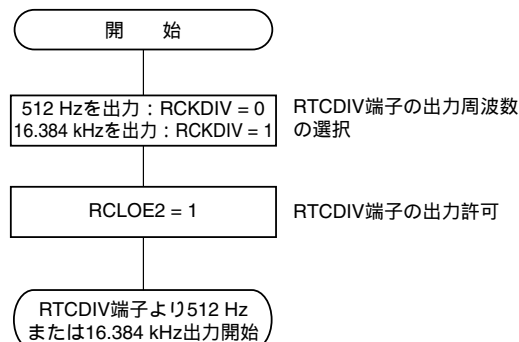 開　始
512 Hzを出力：RCKDIV = 0
16.384 kHzを出力：RCKDIV = 1
RTCDIV端子の出力周波数
の選択
RCLOE2 = 1
RTCDIV端子の出力許可
RTCDIV端子より512 Hz
または16.384 kHz出力開始